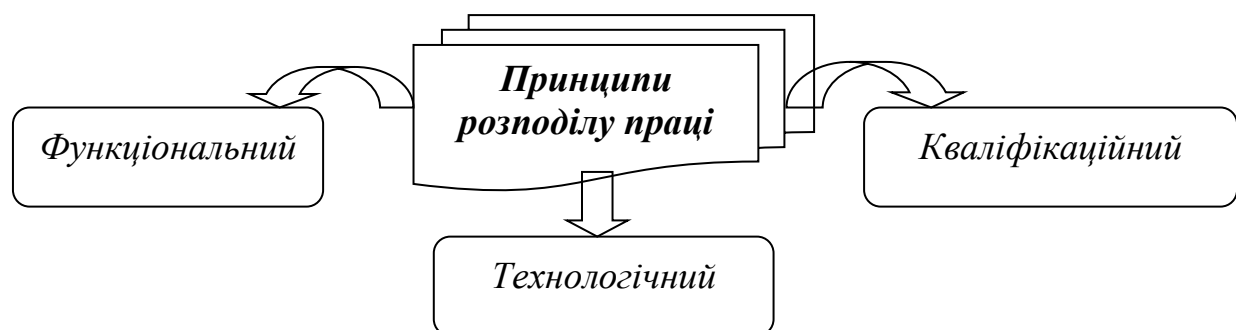 Принципи
розподілу праці
Функціональний
Кваліфікаційний
Технологічний